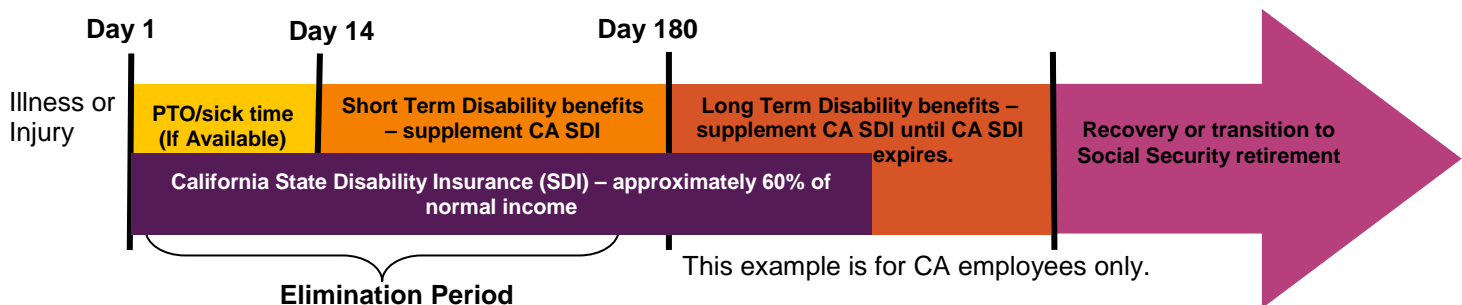 Day 1
Day 14
Day 180
Illness or
Injury
PTO/sick time
(If Available)
Short Term Disability benefits
– supplement CA SDI
Long Term Disability benefits –
supplement CA SDI until CA SDI
expires.
Recovery or transition to
Social Security retirement
California State Disability Insurance (SDI) – approximately 60% of
normal income
This example is for CA employees only.
Elimination Period